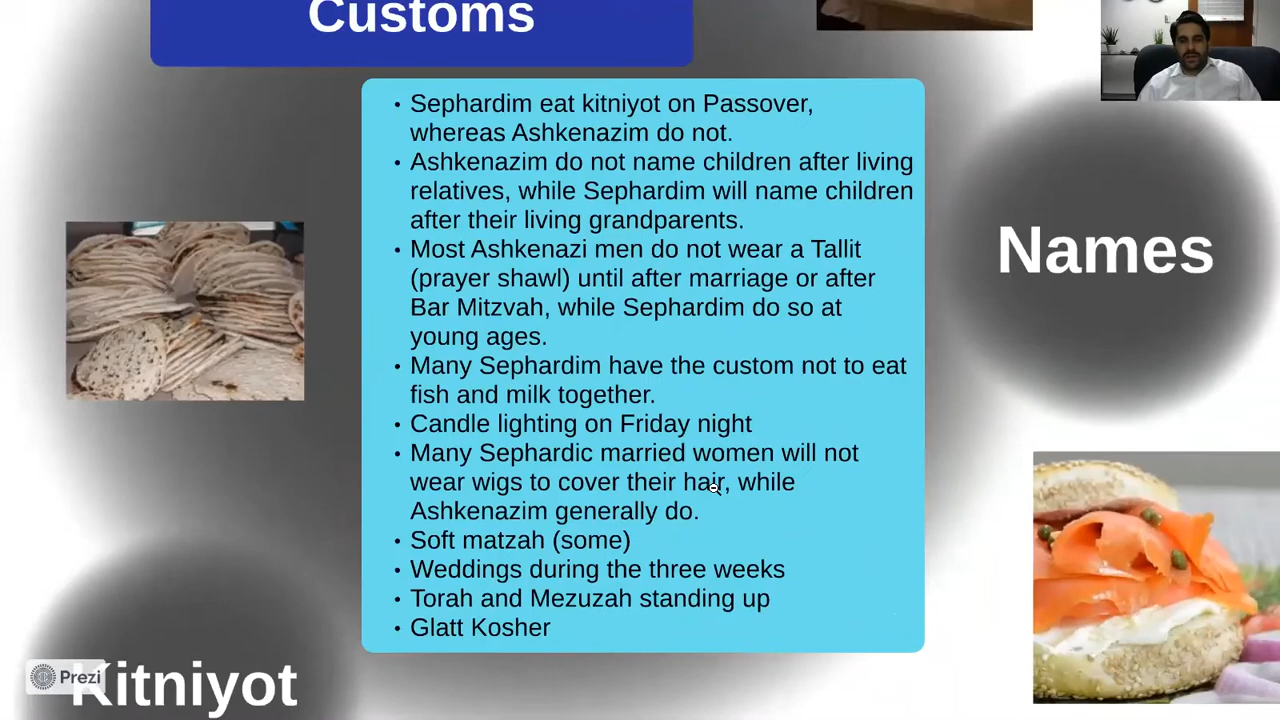 Customs
• Sephardim eat kitniyot on Passover,
whereas Ashkenazim do not.
• Ashkenazim do not name children after living
relatives, while Sephardim will name children
after their living grandparents.
• Most Ashkenazi men do not wear a Tallit
(prayer shawl) until after marriage or after
Bar Mitzvah, while Sephardim do so at
young ages.
• Many Sephardim have the custom not to eat
fish and milk together.
• Candle lighting on Friday night
• Many Sephardic married women will not
wear wigs to cover their hair, while
Ashkenazim generally do.
• Soft matzah (some)
• Weddings during the three weeks
• Torah and Mezuzah standing up
• Glatt Kosher
Names
Prezi
Kitniyot